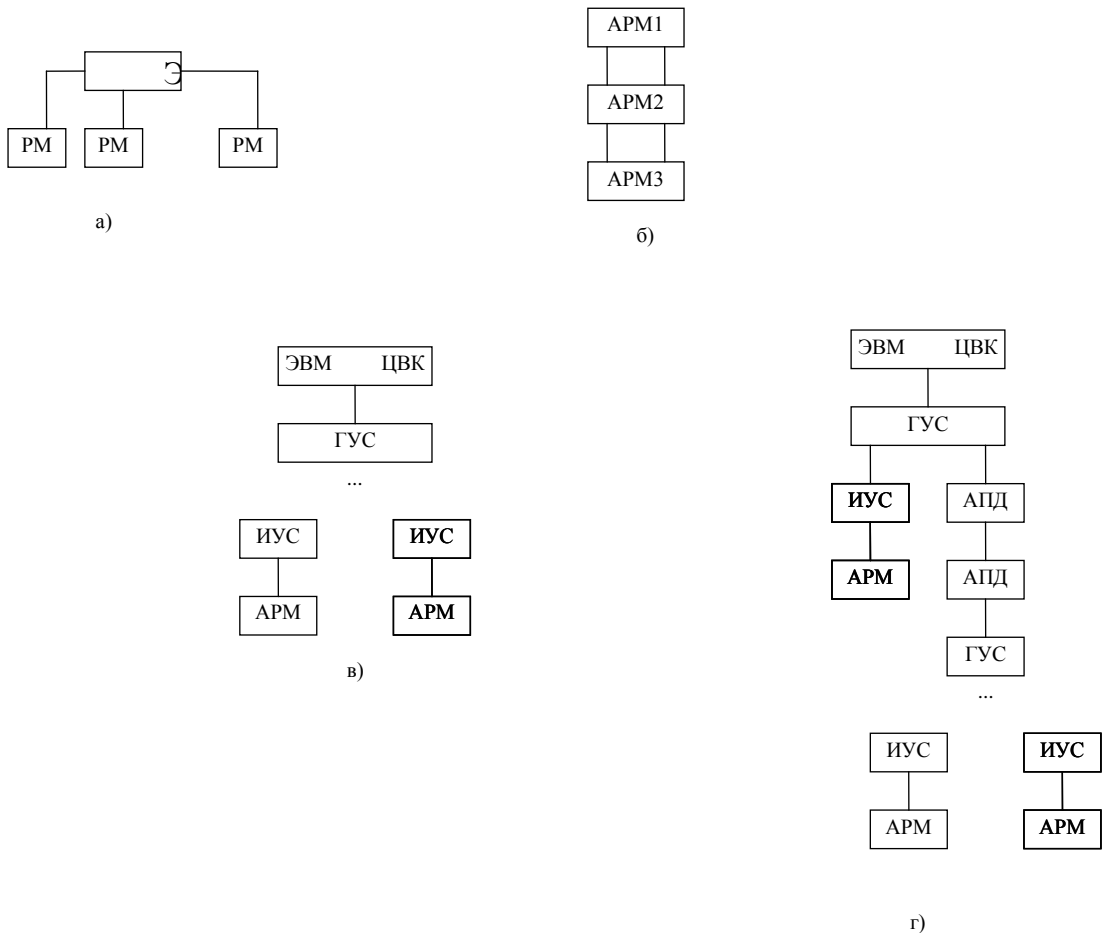 Э
РМ РМ РМ
а)
АРМ1
АРМ2
АРМ3
б)
ЭВМ ЦВК
ГУС
...
ИУС ИУС
АРМ АРМ
в)
ЭВМ ЦВК
ГУС
ИУС АПД
АРМ АПД
ГУС
...
ИУС ИУС
АРМ АРМ
г)